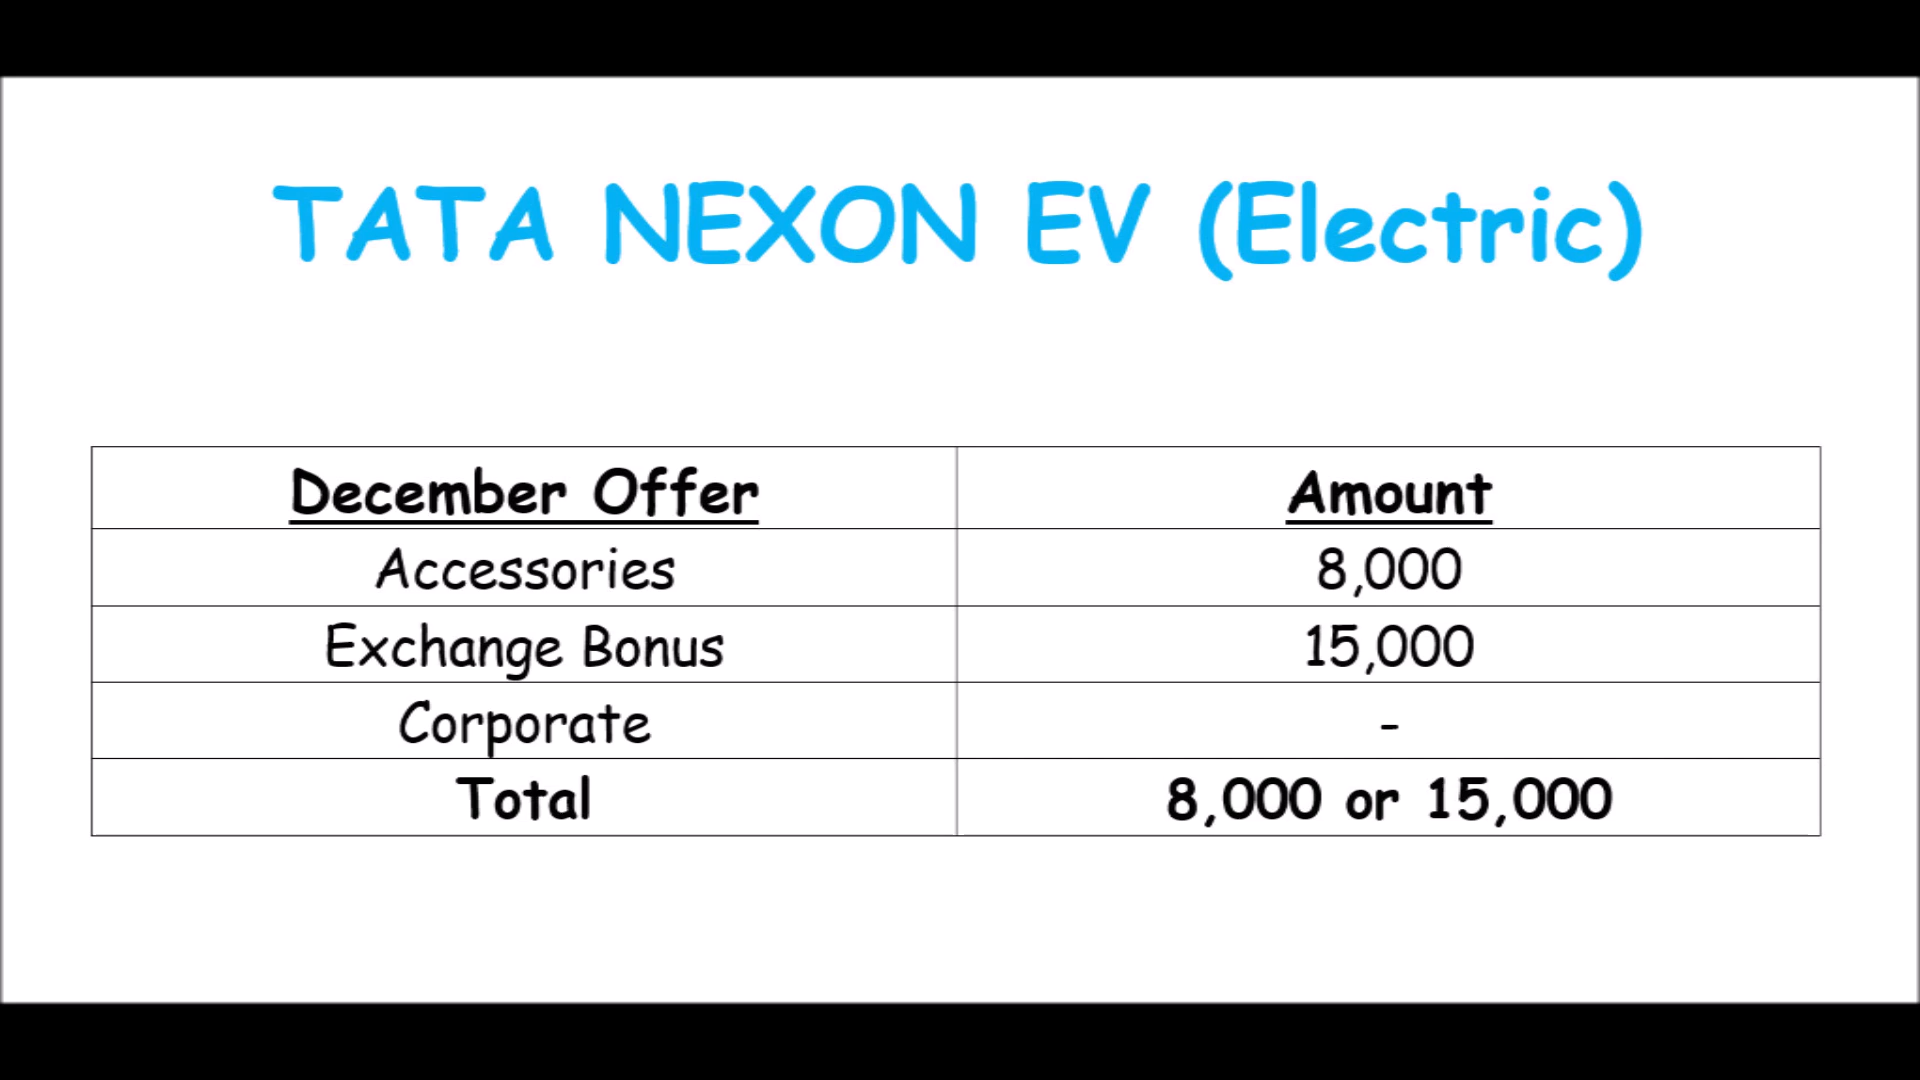 TATA NEXON EV (Electric)
December Offer Amount
Accessories 8,000
Exchange Bonus 15,000
Corporate -
Total 8,000 or 15,000